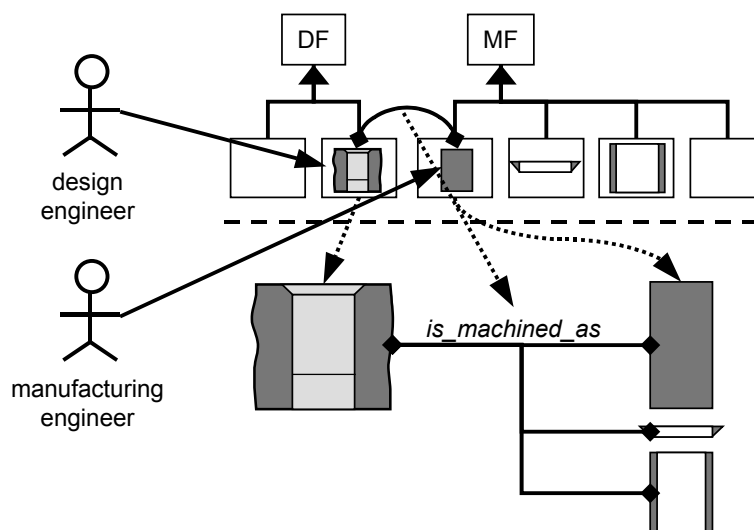 DF
MF
design
engineer
is_machined_as
manufacturing
engineer